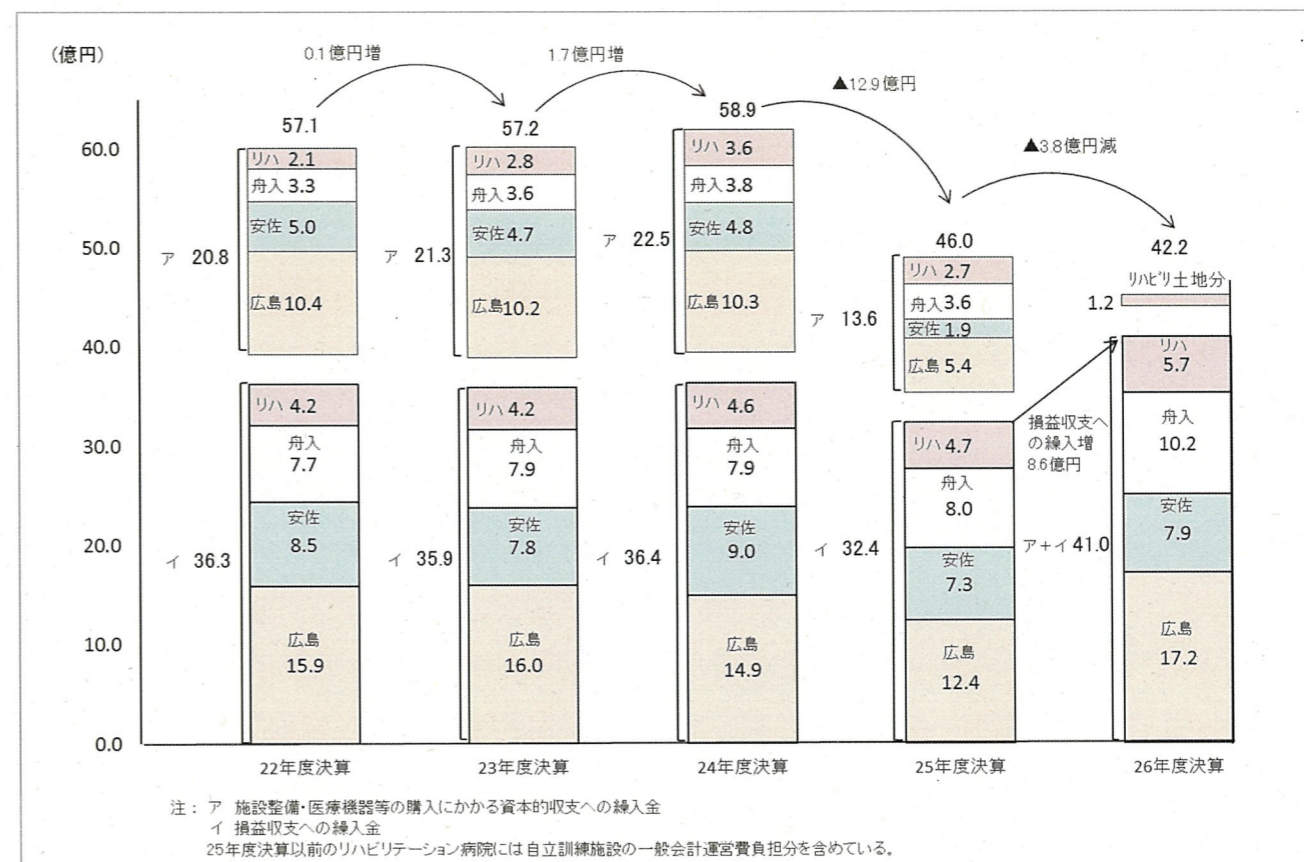 (億円)
0.1億円増
1.7億円増
▲12.9億円
▲3.8億円減
60.0
50.0
40.0
30.0
20.0
10.0
0.0
57.1
リハ 2.1
舟入 3.3
安佐 5.0
広島 10.4
ア 20.8
リハ 4.2
舟入
7.7
安佐
8.5
広島
15.9
イ 36.3
22年度決算
57.2
リハ 2.8
舟入 3.6
安佐 4.7
広島 10.2
ア 21.3
リハ 4.2
舟入
7.9
安佐
7.8
広島
16.0
イ 35.9
23年度決算
58.9
リハ 3.6
舟入 3.8
安佐 4.8
広島 10.3
ア 22.5
リハ 4.6
舟入
7.9
安佐
9.0
広島
14.9
イ 36.4
24年度決算
46.0
リハ 2.7
舟入 3.6
安佐 1.9
広島 5.4
ア 13.6
リハ 4.7
舟入
8.0
安佐
7.3
広島
12.4
イ 32.4
25年度決算
42.2
ﾘﾊﾋﾞﾘ土地分
1.2
損益収支へ
の繰入増
8.6億円
リハ
5.7
舟入
10.2
安佐
7.9
広島
17.2
ア+イ 41.0
26年度決算
注: ア 施設整備・医療機器等の購入にかかる資本的収支への繰入金
イ 損益収支への繰入金
25年度決算以前のリハビリテーション病院には自立訓練施設の一般会計運営費負担分を含めている。